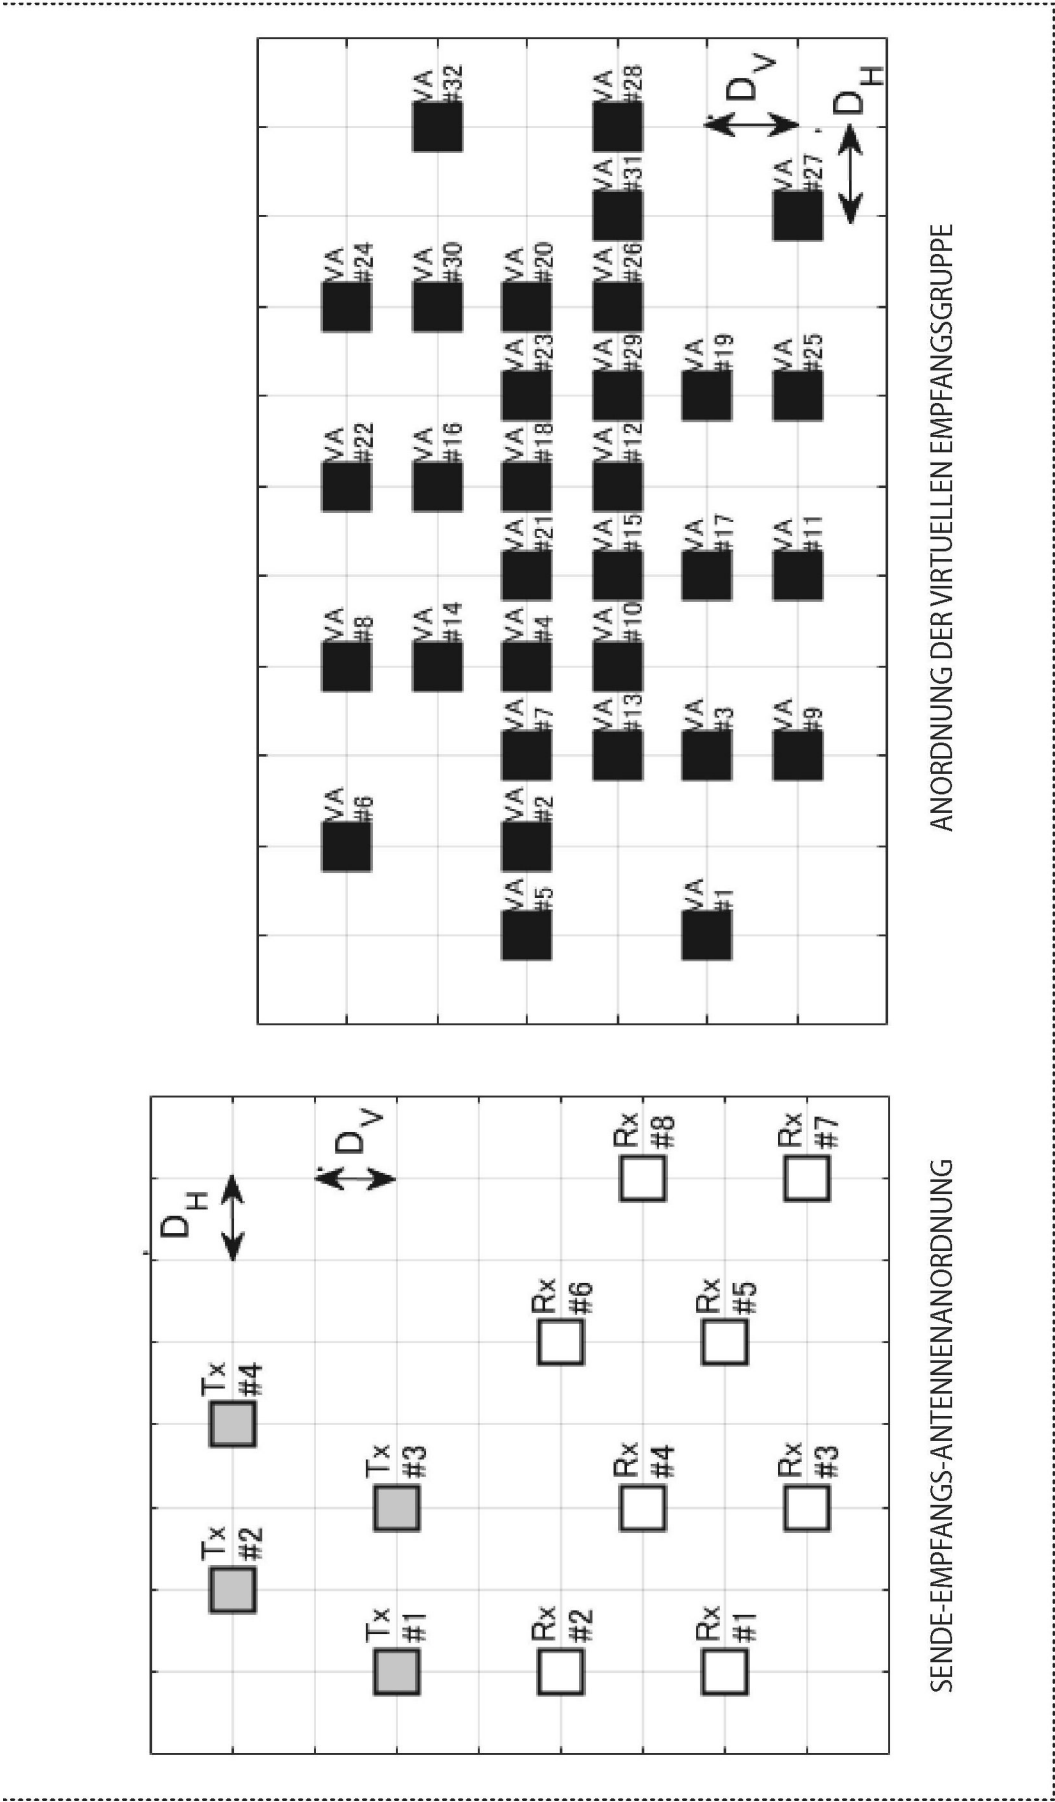 D_H
Tx
#2
Tx
#4
D_V
Tx
#1
Tx
#3
Rx
#2
Rx
#6
Rx
#4
Rx
#8
Rx
#1
Rx
#5
Rx
#3
Rx
#7
SENDE-EMPFANGS-ANTENNENANORDNUNG
VA
#6
VA
#8
VA
#22
VA
#24
VA
#14
VA
#16
VA
#30
VA
#32
VA
#5
VA
#2
VA
#7
VA
#4
VA
#21
VA
#18
VA
#23
VA
#20
VA
#13
VA
#10
VA
#15
VA
#12
VA
#29
VA
#26
VA
#31
VA
#28
VA
#1
VA
#3
VA
#17
VA
#19
D_V
VA
#9
VA
#11
VA
#25
VA
#27
D_H
ANORDNUNG DER VIRTUELLEN EMPFANGSGRUPPE